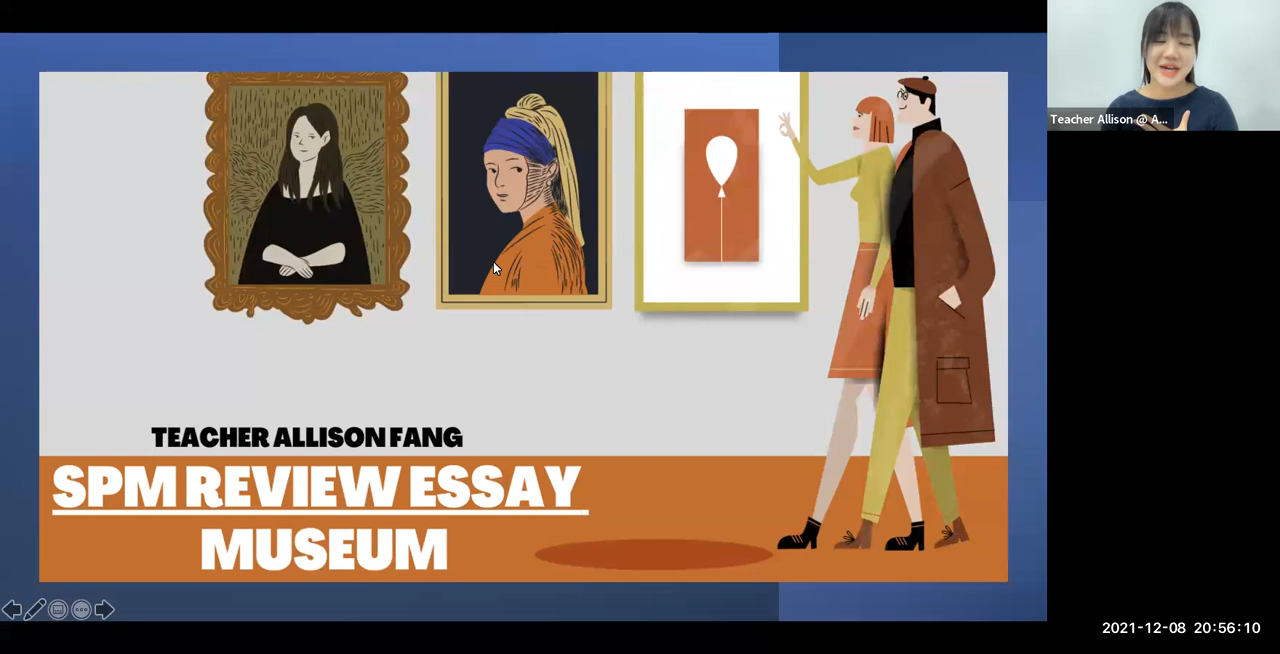 Teacher Allison @ A...
TEACHER ALLISON FANG
SPM REVIEW ESSAY
MUSEUM
2021-12-08 20:56:10